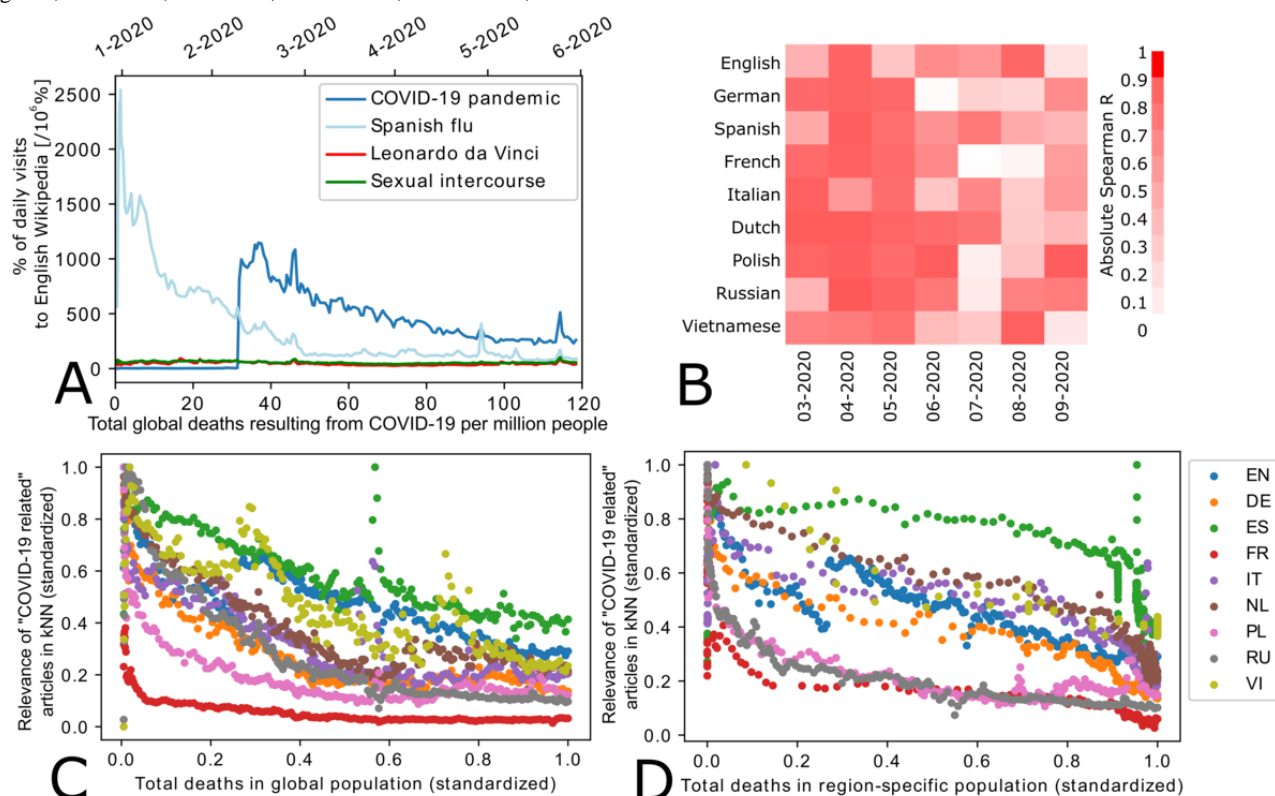 1-2020 2-2020 3-2020 4-2020 5-2020 6-2020
% of daily visits
to English Wikipedia [/10⁶%]
2500
2000
1500
1000
500
0
COVID-19 pandemic
Spanish flu
Leonardo da Vinci
Sexual intercourse
0 20 40 60 80 100 120
Total global deaths resulting from COVID-19 per million people
A
English
German
Spanish
French
Italian
Dutch
Polish
Russian
Vietnamese
03-2020 04-2020 05-2020 06-2020 07-2020 08-2020 09-2020
Absolute Spearman R
1
0.9
0.8
0.7
0.6
0.5
0.4
0.3
0.2
0.1
0
B
Relevance of "COVID-19 related"
articles in kNN (standardized)
1.0
0.8
0.6
0.4
0.2
0.0
0.0 0.2 0.4 0.6 0.8 1.0
Total deaths in global population (standardized)
C
Relevance of "COVID-19 related"
articles in kNN (standardized)
1.0
0.8
0.6
0.4
0.2
0.0
0.0 0.2 0.4 0.6 0.8 1.0
Total deaths in region-specific population (standardized)
D
EN
DE
ES
FR
IT
NL
PL
RU
VI